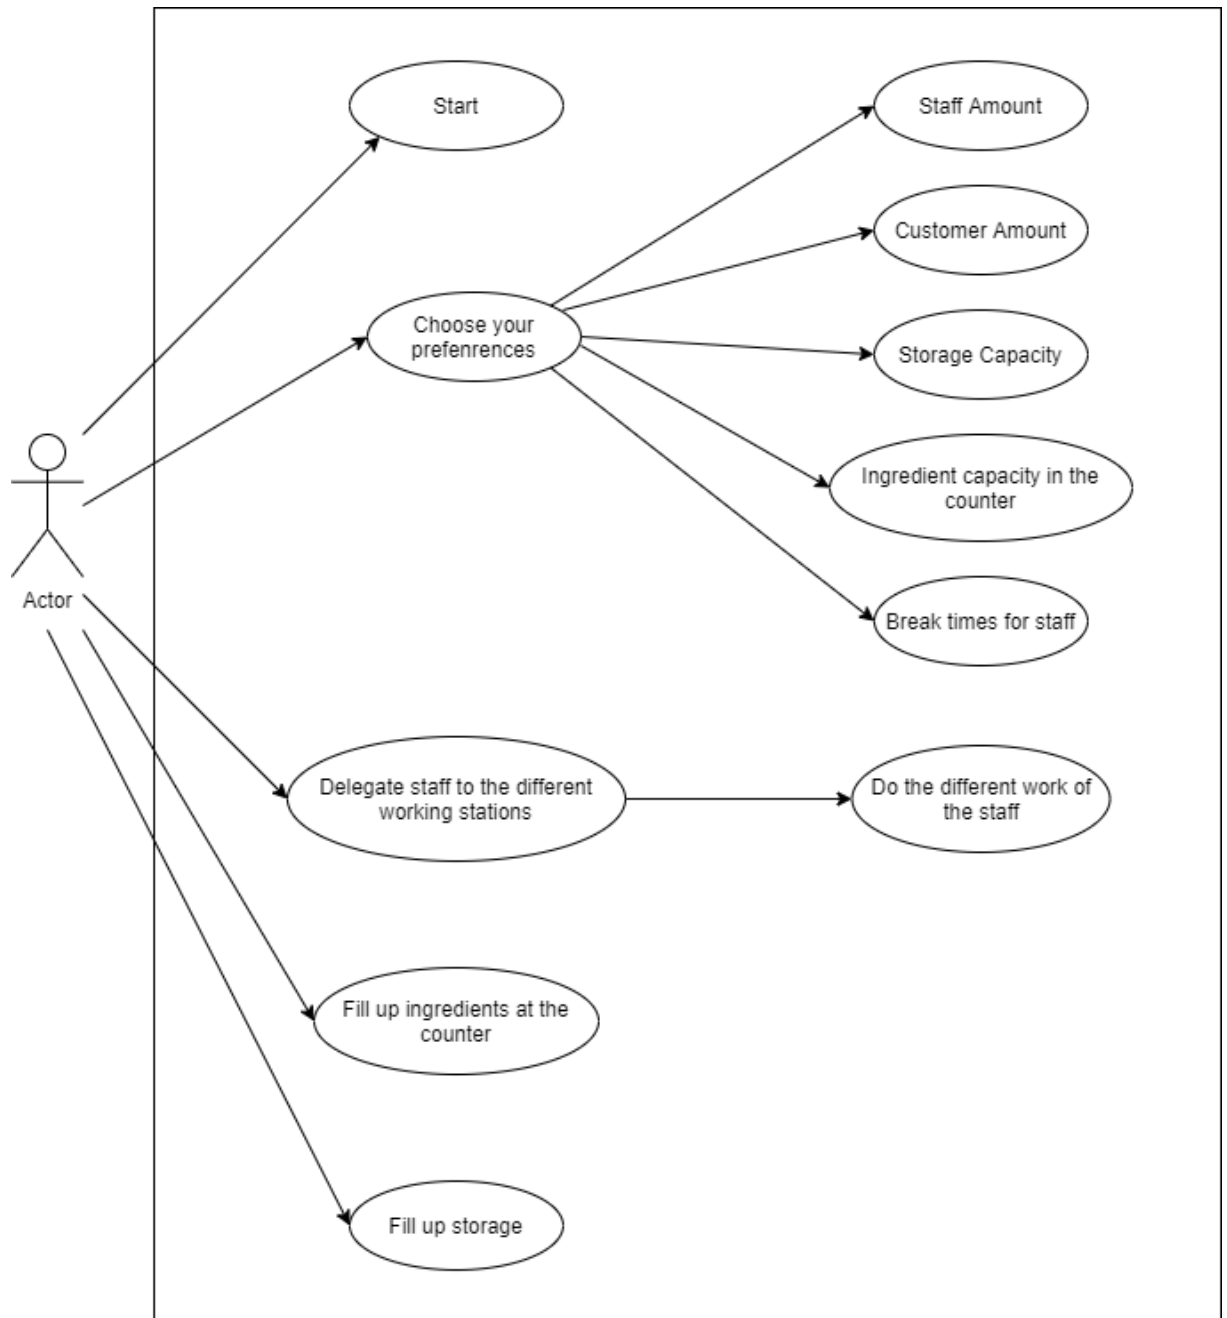 Start
Staff Amount
Customer Amount
Choose your
prefenrences
Storage Capacity
Ingredient capacity in the
counter
Actor
Break times for staff
Delegate staff to the different
working stations
Do the different work of
the staff
Fill up ingredients at the
counter
Fill up storage